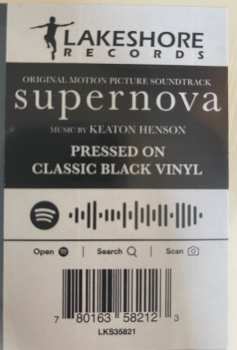 LAKESHORE
RECORDS
ORIGINAL MOTION PICTURE SOUNDTRACK
supernova
MUSIC BY KEATON HENSON
PRESSED ON
CLASSIC BLACK VINYL
Open | Search | Scan
7 80163 58212 3
LKS35821